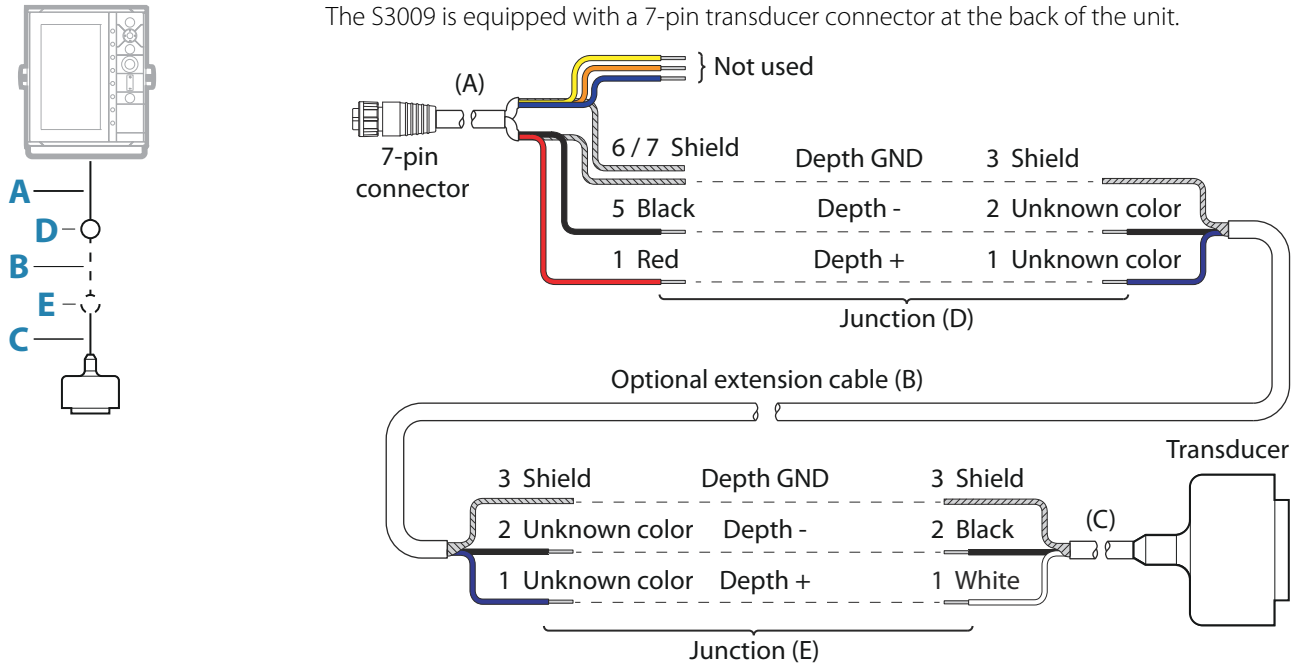 The S3009 is equipped with a 7-pin transducer connector at the back of the unit.
A
D
B
E
C
(A)
} Not used
7-pin
connector
6 / 7 Shield Depth GND 3 Shield
5 Black Depth - 2 Unknown color
1 Red Depth + 1 Unknown color
Junction (D)
Optional extension cable (B)
Transducer
3 Shield Depth GND 3 Shield
2 Unknown color Depth - 2 Black
(C)
1 Unknown color Depth + 1 White
Junction (E)